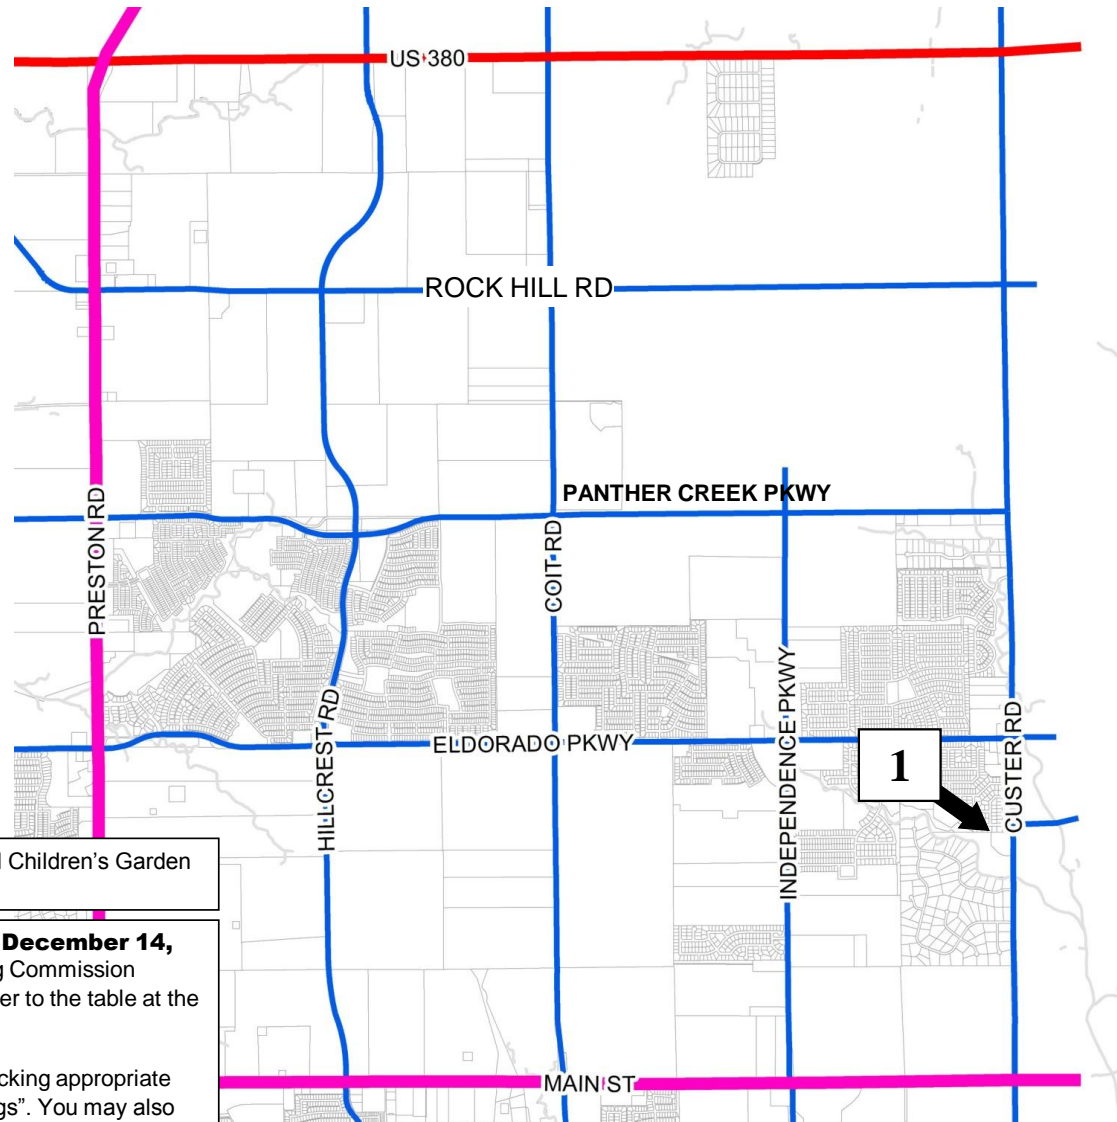 US 380
ROCK HILL RD
PANTHER CREEK PKWY
PRESTON RD
COIT RD
INDEPENDENCE PKWY
HILLCREST RD
CUSTER RD
ELDORADO PKWY
1
Children's Garden
December 14,
Commission
er to the table at the
cking appropriate
gs”. You may also
MAIN ST